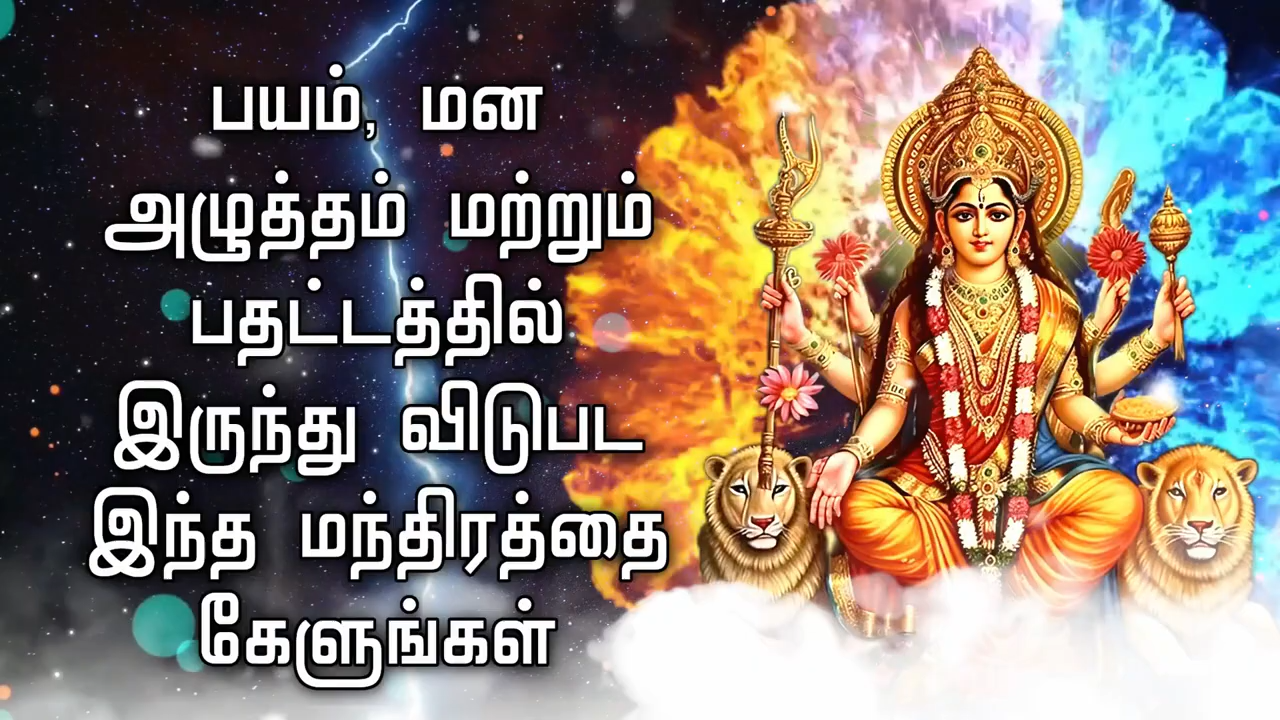 பயம், மன
அழுத்தம் மற்றும்
பதட்டத்தில்
இருந்து விடுபட
இந்த மந்திரத்தை
கேளுங்கள்